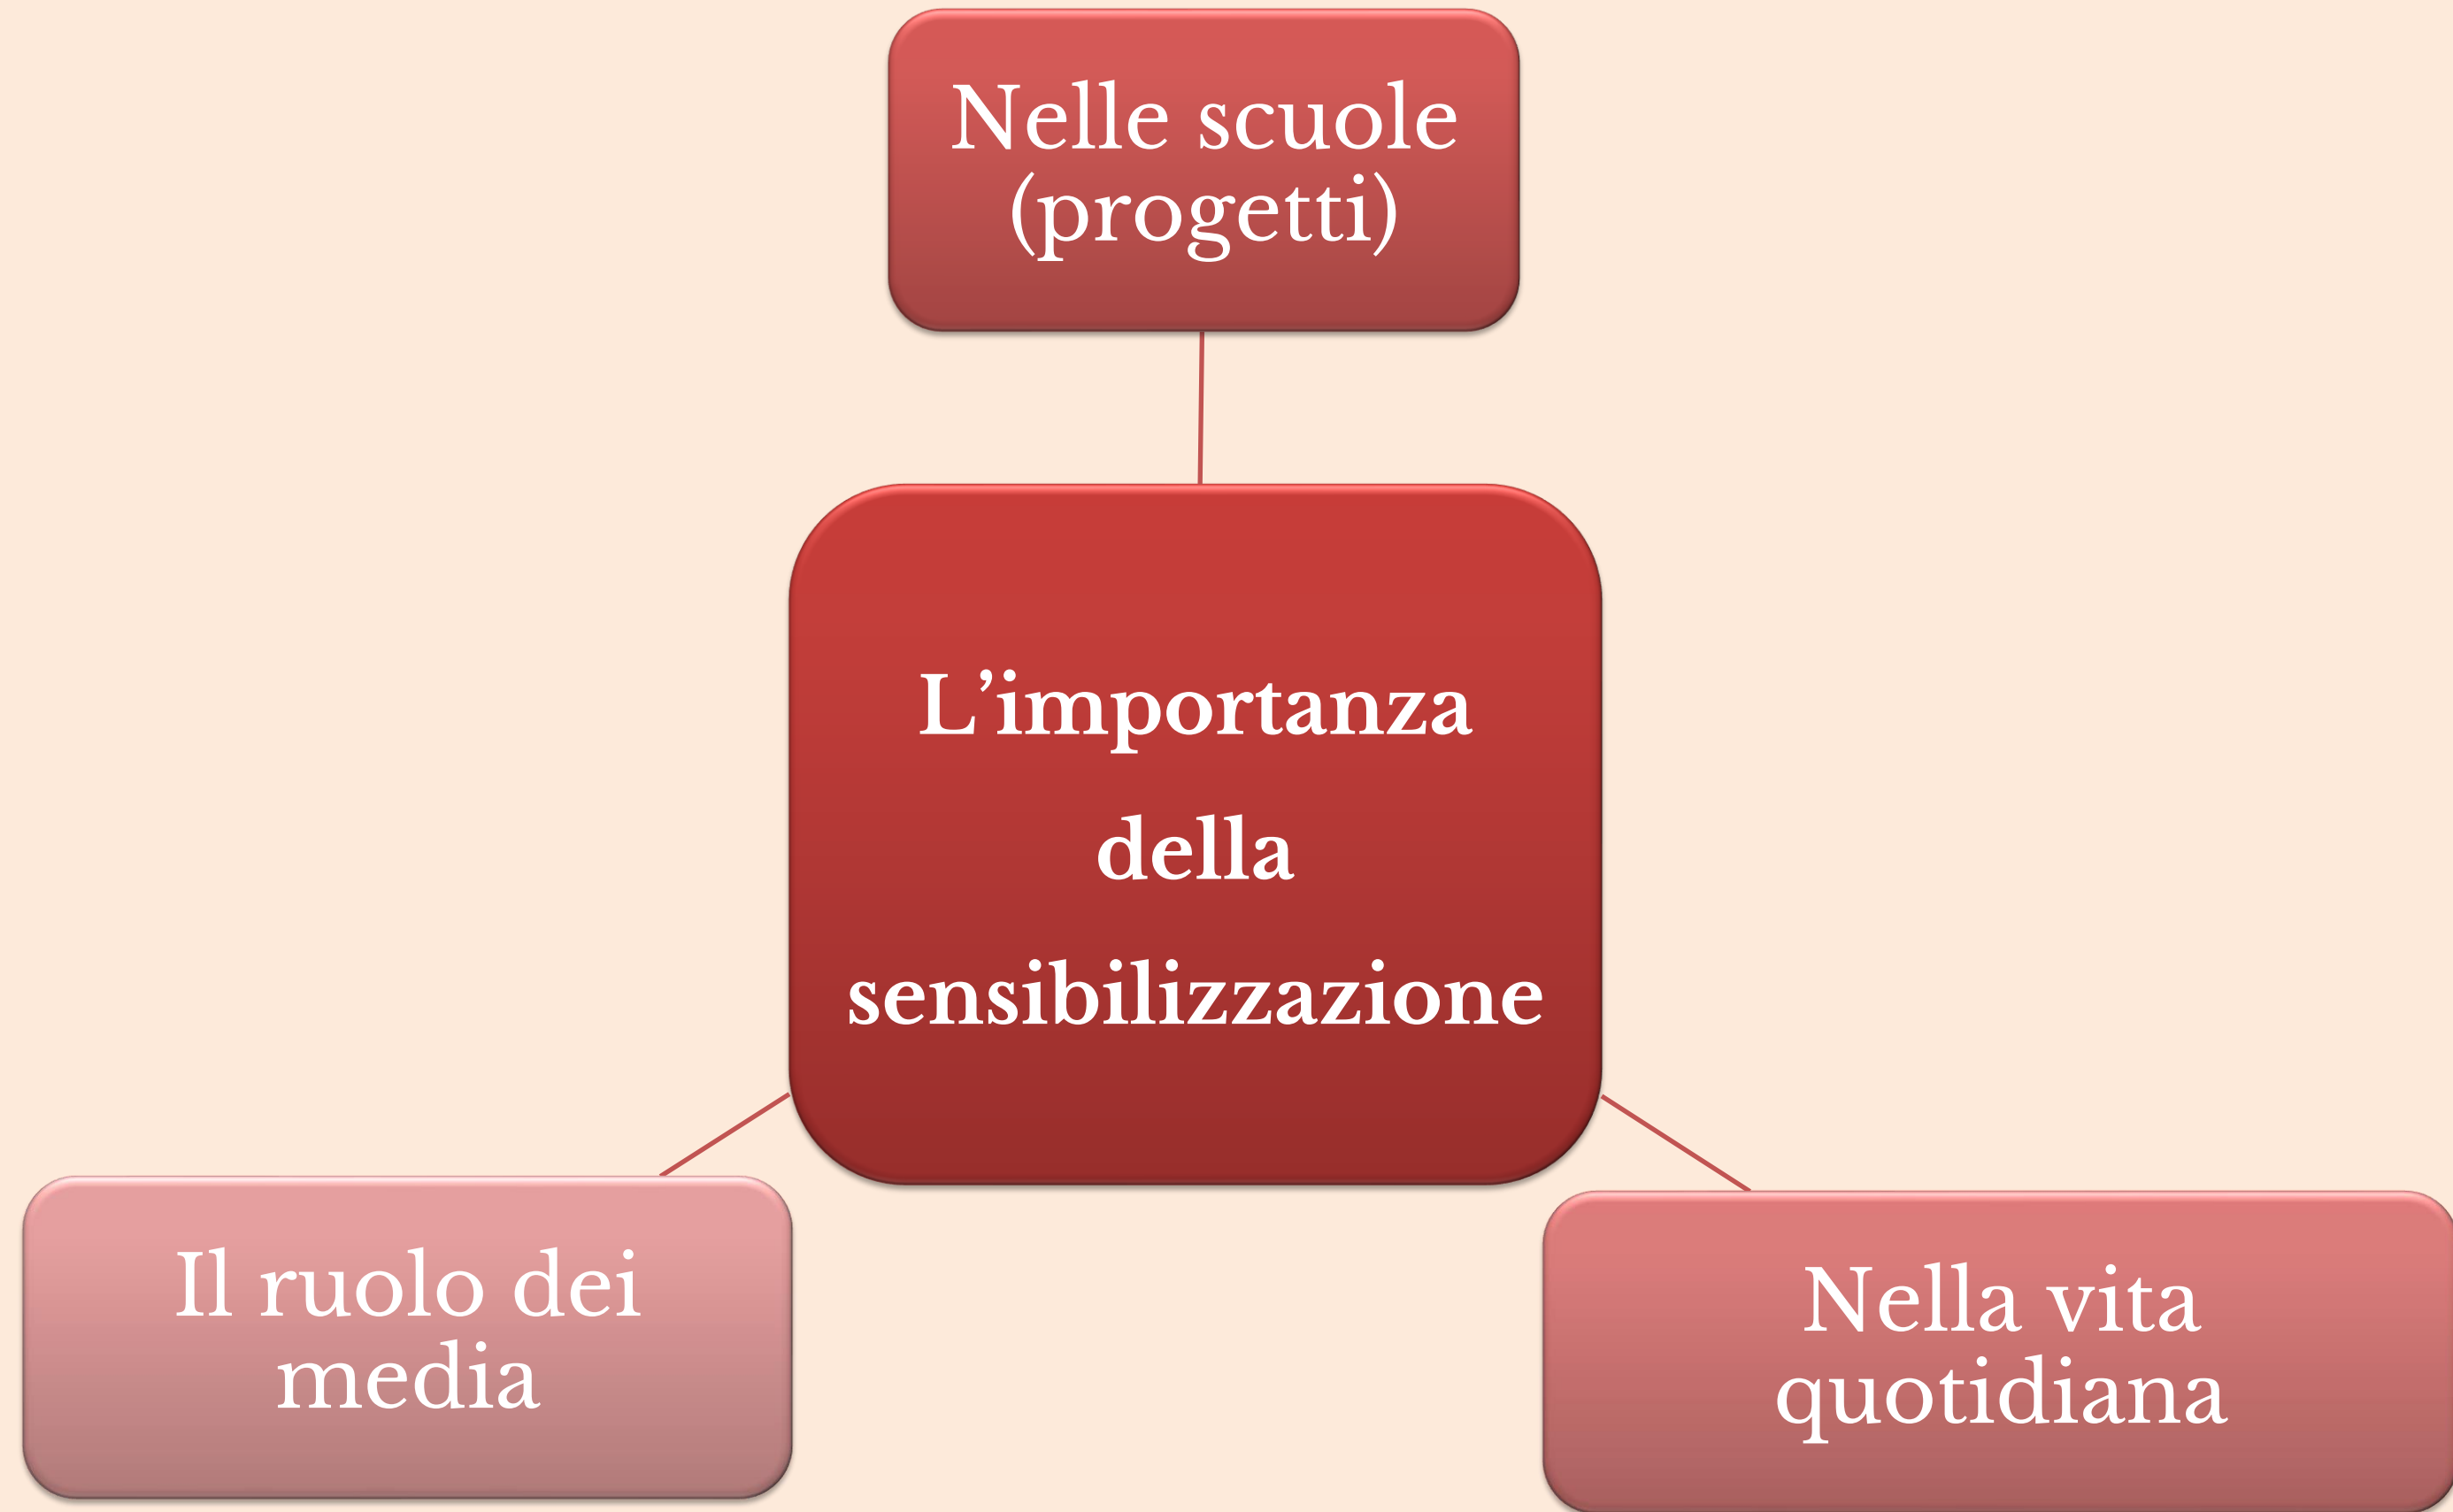 Nelle scuole
(progetti)
L’importanza
della
sensibilizzazione
Il ruolo dei
media
Nella vita
quotidiana